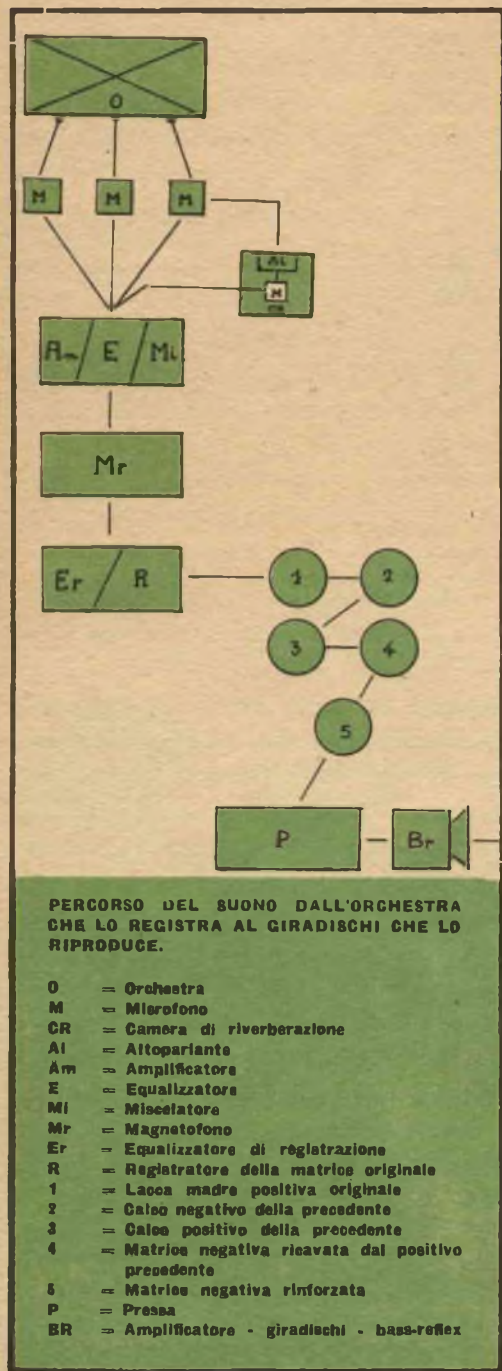 O
M M M
Al
M
CR
Am / E / Mi
Mr
Er / R
1 2
3 4
5
P Br
PERCORSO DEL SUONO DALL'ORCHESTRA
CHE LO REGISTRA AL GIRADISCHI CHE LO
RIPRODUCE.
O = Orchestra
M = Microfono
CR = Camera di riverberazione
Al = Altoparlante
Am = Amplificatore
E = Equalizzatore
Mi = Miscelatore
Mr = Magnetofono
Er = Equalizzatore di registrazione
R = Registratore della matrice originale
1 = Lacca madre positiva originale
2 = Calco negativo della precedente
3 = Calco positivo della precedente
4 = Matrice negativa ricavata dal positivo
precedente
5 = Matrice negativa rinforzata
P = Pressa
BR = Amplificatore - giradischi - bass-reflex